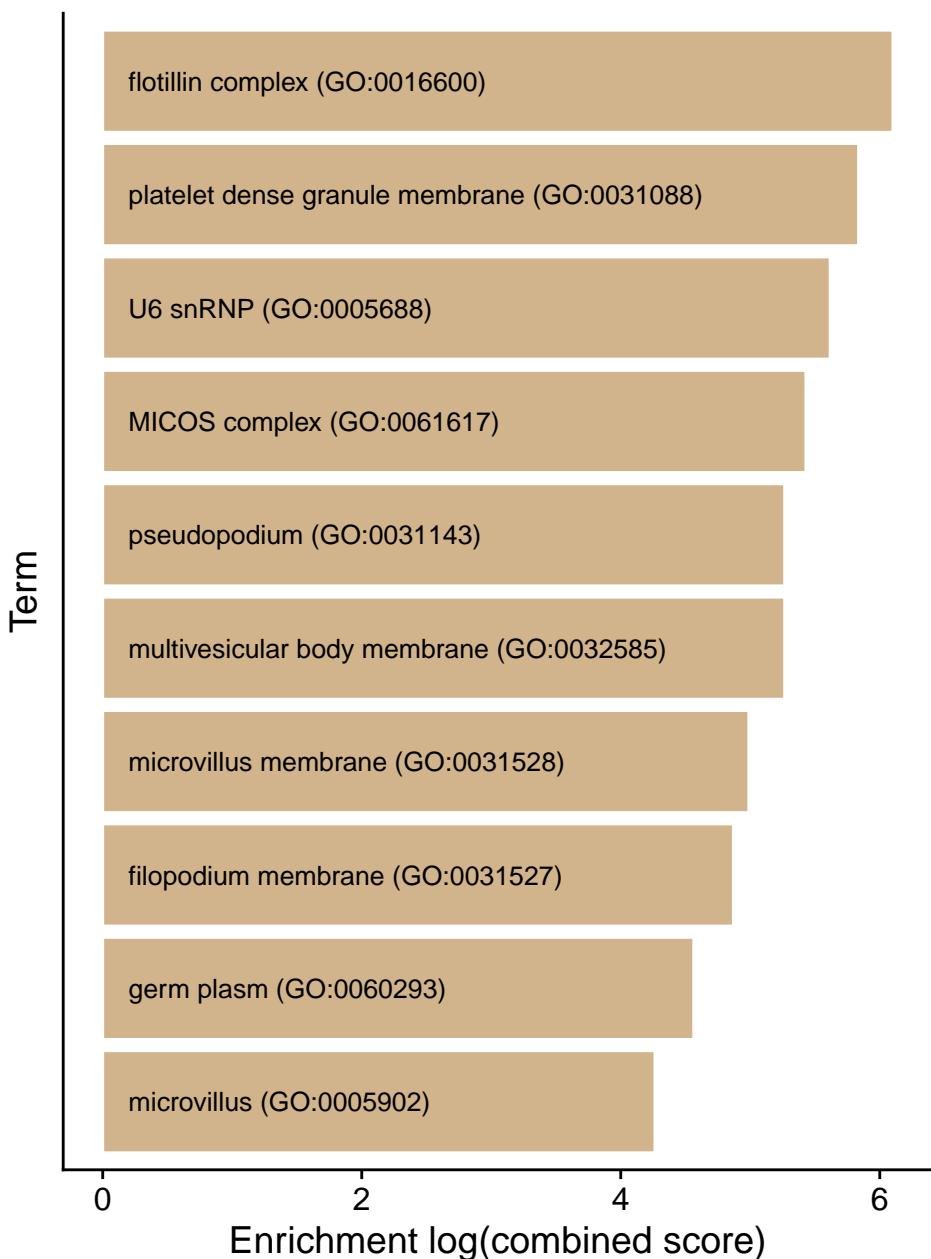 flotillin complex (GO:0016600)
platelet dense granule membrane (GO:0031088)
U6 snRNP (GO:0005688)
MICOS complex (GO:0061617)
pseudopodium (GO:0031143)
multivesicular body membrane (GO:0032585)
microvillus membrane (GO:0031528)
filopodium membrane (GO:0031527)
germ plasm (GO:0060293)
microvillus (GO:0005902)
Term
0 2 4 6
Enrichment log(combined score)